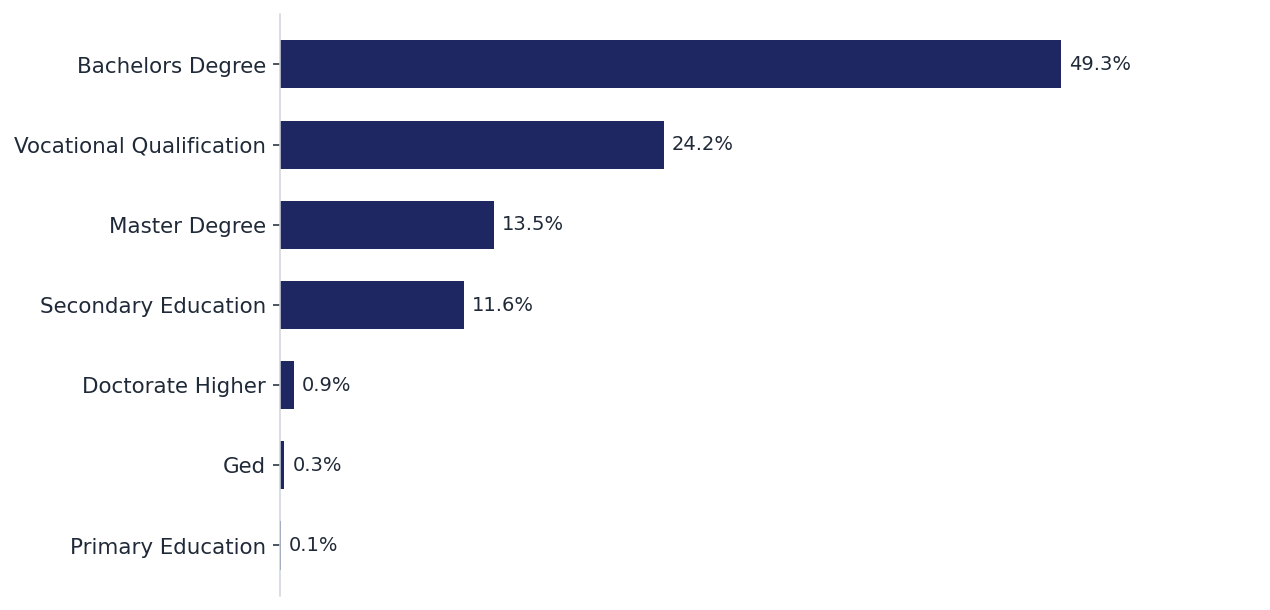 Bachelors Degree 49.3%
Vocational Qualification 24.2%
Master Degree 13.5%
Secondary Education 11.6%
Doctorate Higher 0.9%
Ged 0.3%
Primary Education 0.1%